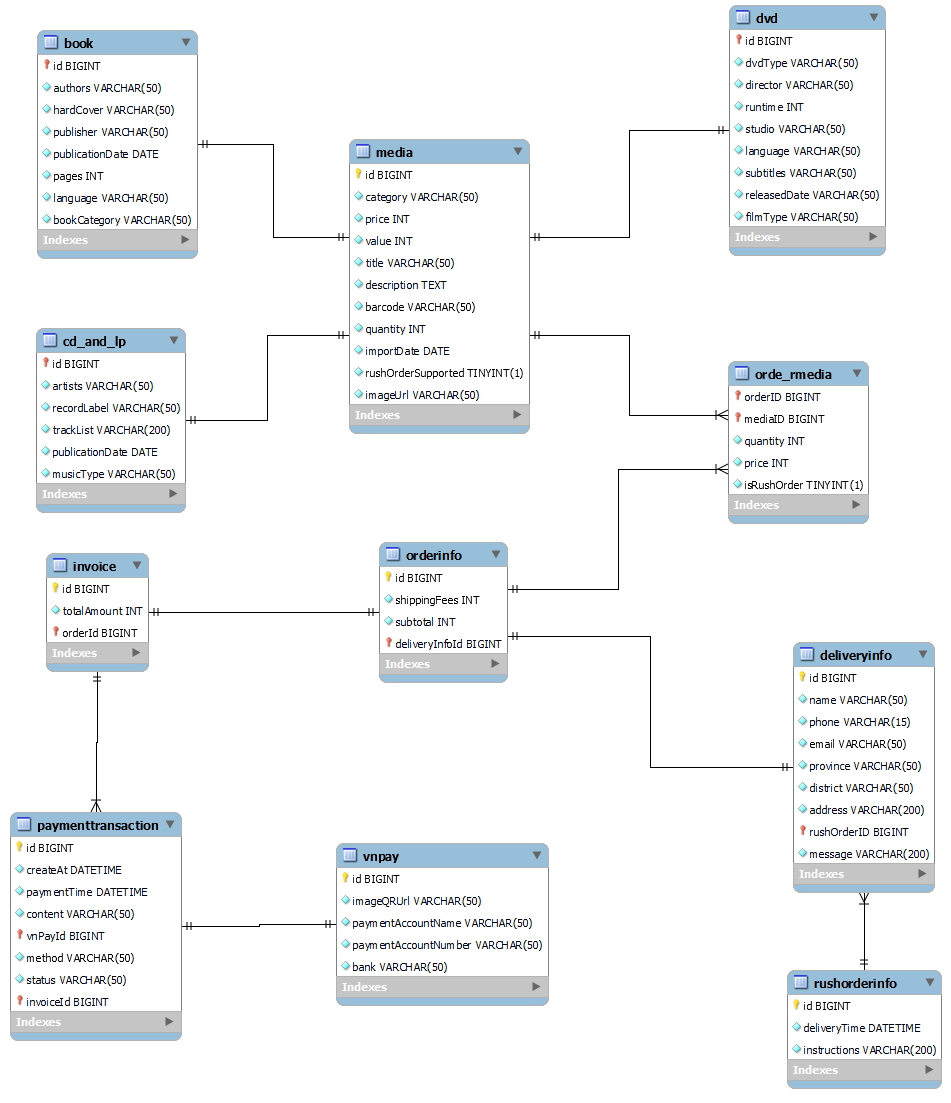 book
id BIGINT
authors VARCHAR(50)
hardCover VARCHAR(50)
publisher VARCHAR(50)
publicationDate DATE
pages INT
language VARCHAR(50)
bookCategory VARCHAR(50)
Indexes
media
id BIGINT
category VARCHAR(50)
price INT
value INT
title VARCHAR(50)
description TEXT
barcode VARCHAR(50)
quantity INT
importDate DATE
rushOrderSupported TINYINT(1)
imageUrl VARCHAR(50)
Indexes
dvd
id BIGINT
dvdType VARCHAR(50)
director VARCHAR(50)
runtime INT
studio VARCHAR(50)
language VARCHAR(50)
subtitles VARCHAR(50)
releasedDate VARCHAR(50)
filmType VARCHAR(50)
Indexes
cd_and_lp
id BIGINT
artists VARCHAR(50)
recordLabel VARCHAR(50)
trackList VARCHAR(200)
publicationDate DATE
musicType VARCHAR(50)
Indexes
orde_rmedia
orderID BIGINT
mediaID BIGINT
quantity INT
price INT
isRushOrder TINYINT(1)
Indexes
invoice
id BIGINT
totalAmount INT
orderId BIGINT
Indexes
orderinfo
id BIGINT
shippingFees INT
subtotal INT
deliveryInfoId BIGINT
Indexes
deliveryinfo
id BIGINT
name VARCHAR(50)
phone VARCHAR(15)
email VARCHAR(50)
province VARCHAR(50)
district VARCHAR(50)
address VARCHAR(200)
rushOrderID BIGINT
message VARCHAR(200)
Indexes
paymenttransaction
id BIGINT
createAt DATETIME
paymentTime DATETIME
content VARCHAR(50)
vnPayId BIGINT
method VARCHAR(50)
status VARCHAR(50)
invoiceId BIGINT
Indexes
vnpay
id BIGINT
imageQRUrl VARCHAR(50)
paymentAccountName VARCHAR(50)
paymentAccountNumber VARCHAR(50)
bank VARCHAR(50)
Indexes
rushorderinfo
id BIGINT
deliveryTime DATETIME
instructions VARCHAR(200)
Indexes